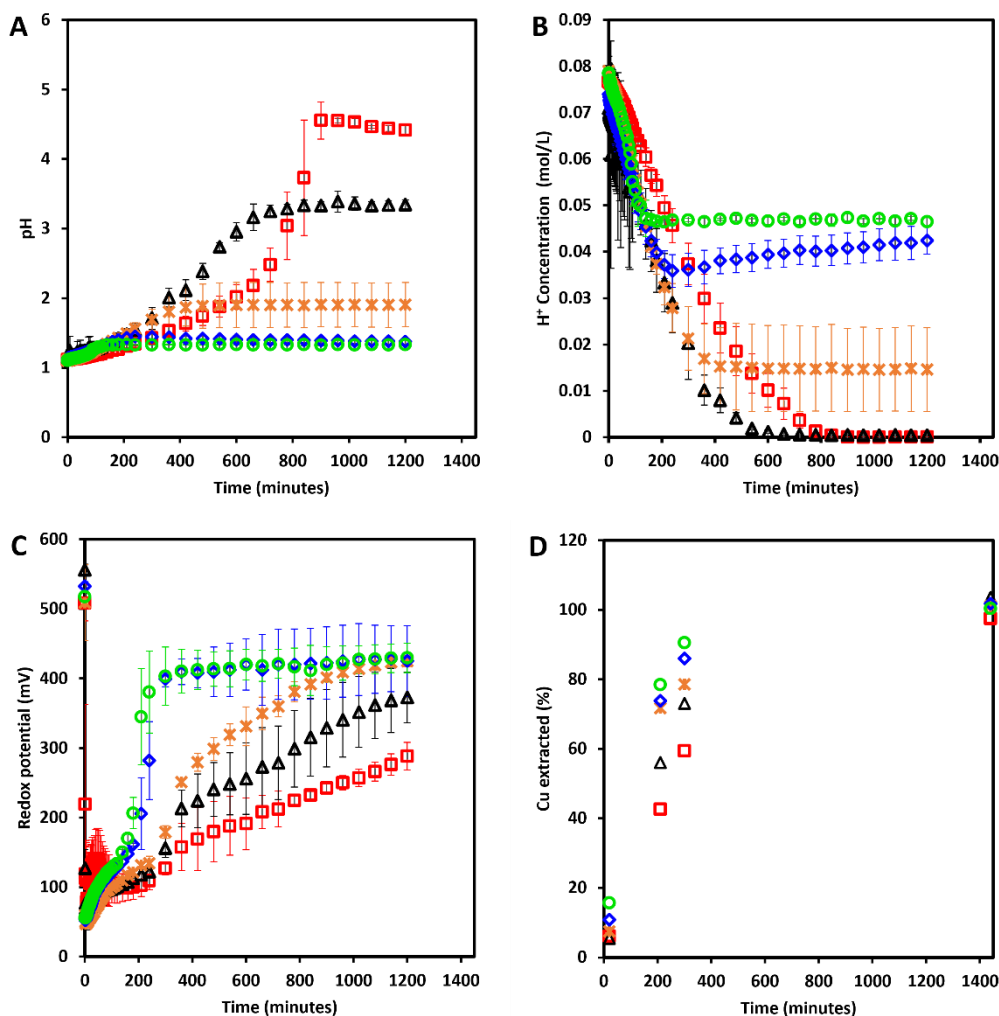 A
pH
6
5
4
3
2
1
0
0 200 400 600 800 1000 1200 1400
Time (minutes)
B
H⁺ Concentration (mol/L)
0.09
0.08
0.07
0.06
0.05
0.04
0.03
0.02
0.01
0
0 200 400 600 800 1000 1200 1400
Time (minutes)
C
Redox potential (mV)
600
500
400
300
200
100
0
0 200 400 600 800 1000 1200 1400
Time (minutes)
D
Cu extracted (%)
120
100
80
60
40
20
0
0 200 400 600 800 1000 1200 1400
Time (minutes)